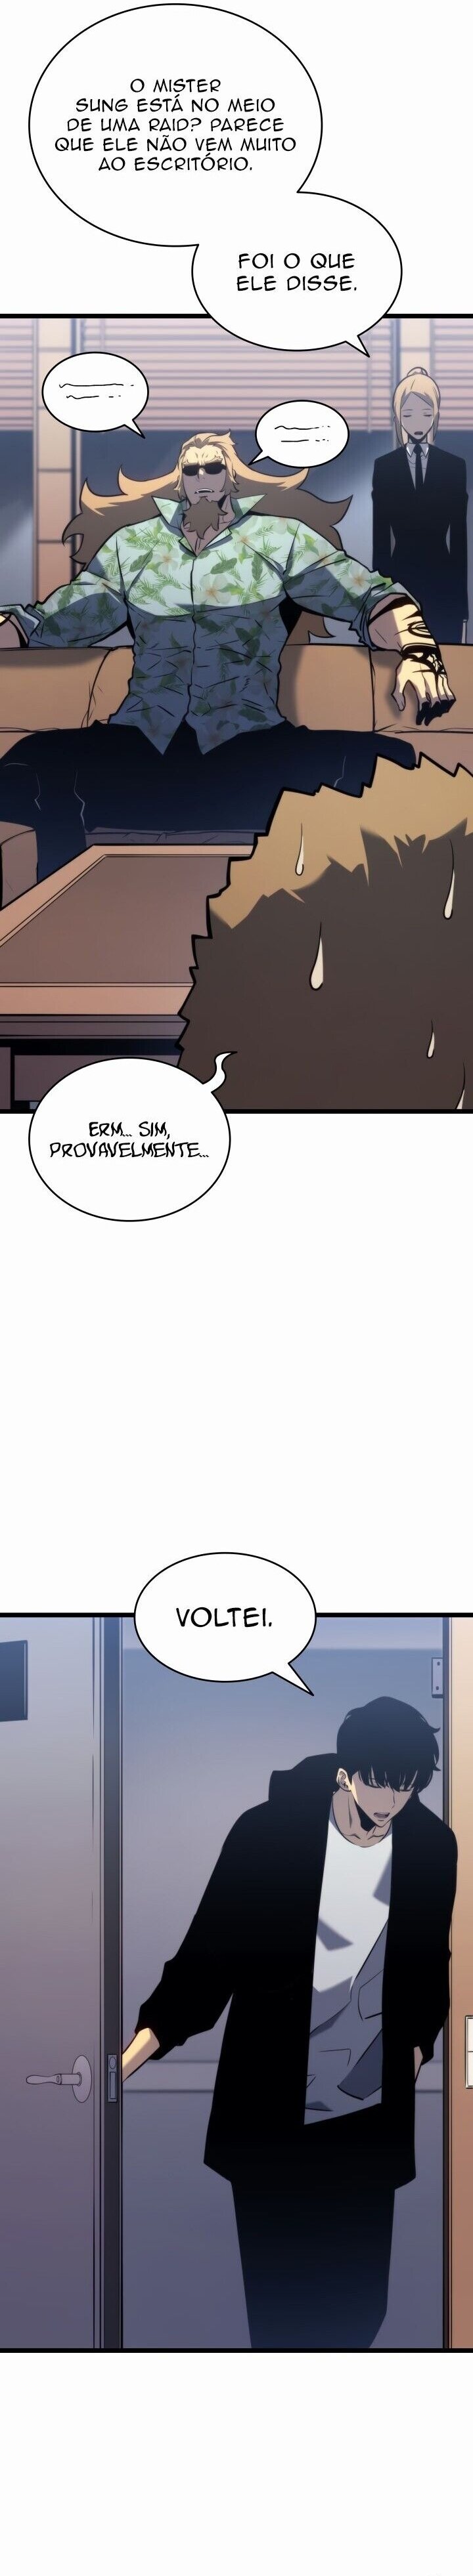 O MISTER
SUNG ESTÁ NO MEIO
DE UMA RAID? PARECE
QUE ELE NÃO VEM MUITO
AO ESCRITÓRIO.
FOI O QUE
ELE DISSE.
ERM... SIM,
PROVAVELMENTE...
VOLTEI.